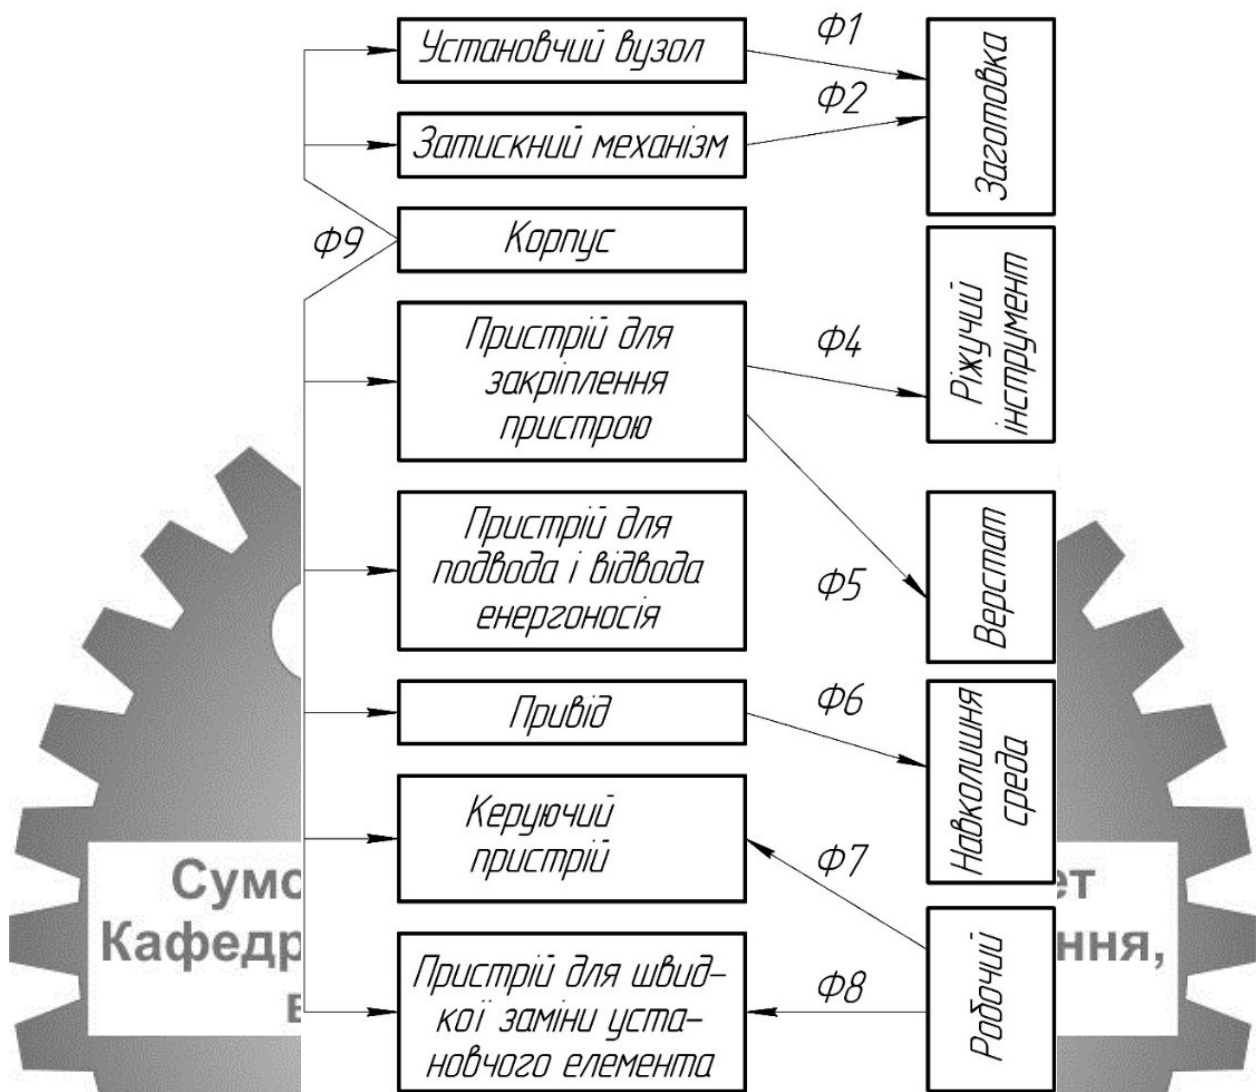 Установчий вузол
Ф1
Заготовка
Затискний механізм
Ф2
Корпус
Ф9
Пристрій для
закріплення
пристрою
Ф4
Ріжучий
інструмент
Пристрій для
подвода і відвода
енергоносія
Ф5
Верстат
Привід
Ф6
Навколишня
среда
Керуючий
пристрій
Ф7
Пристрій для швид-
кої заміни уста-
новчого елемента
Ф8
Робочий
Сумс ет
Кафедр ння,
в